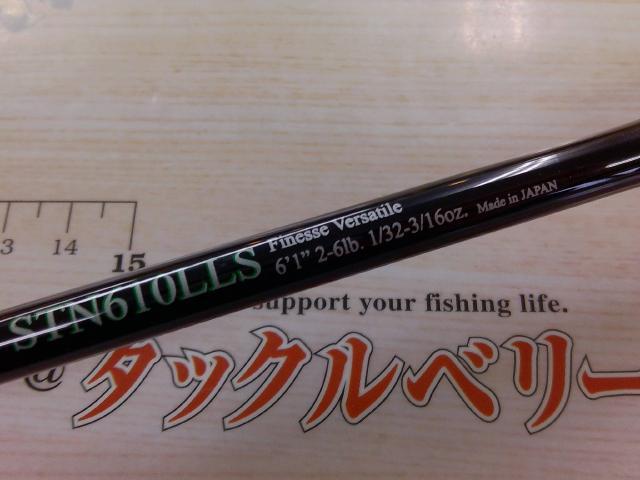 STN610LLS
Finesse Versatile
6'1" 2-6lb. 1/32-3/16oz. Made in JAPAN
3 14 15
support your fishing life.
@ タックルベリー